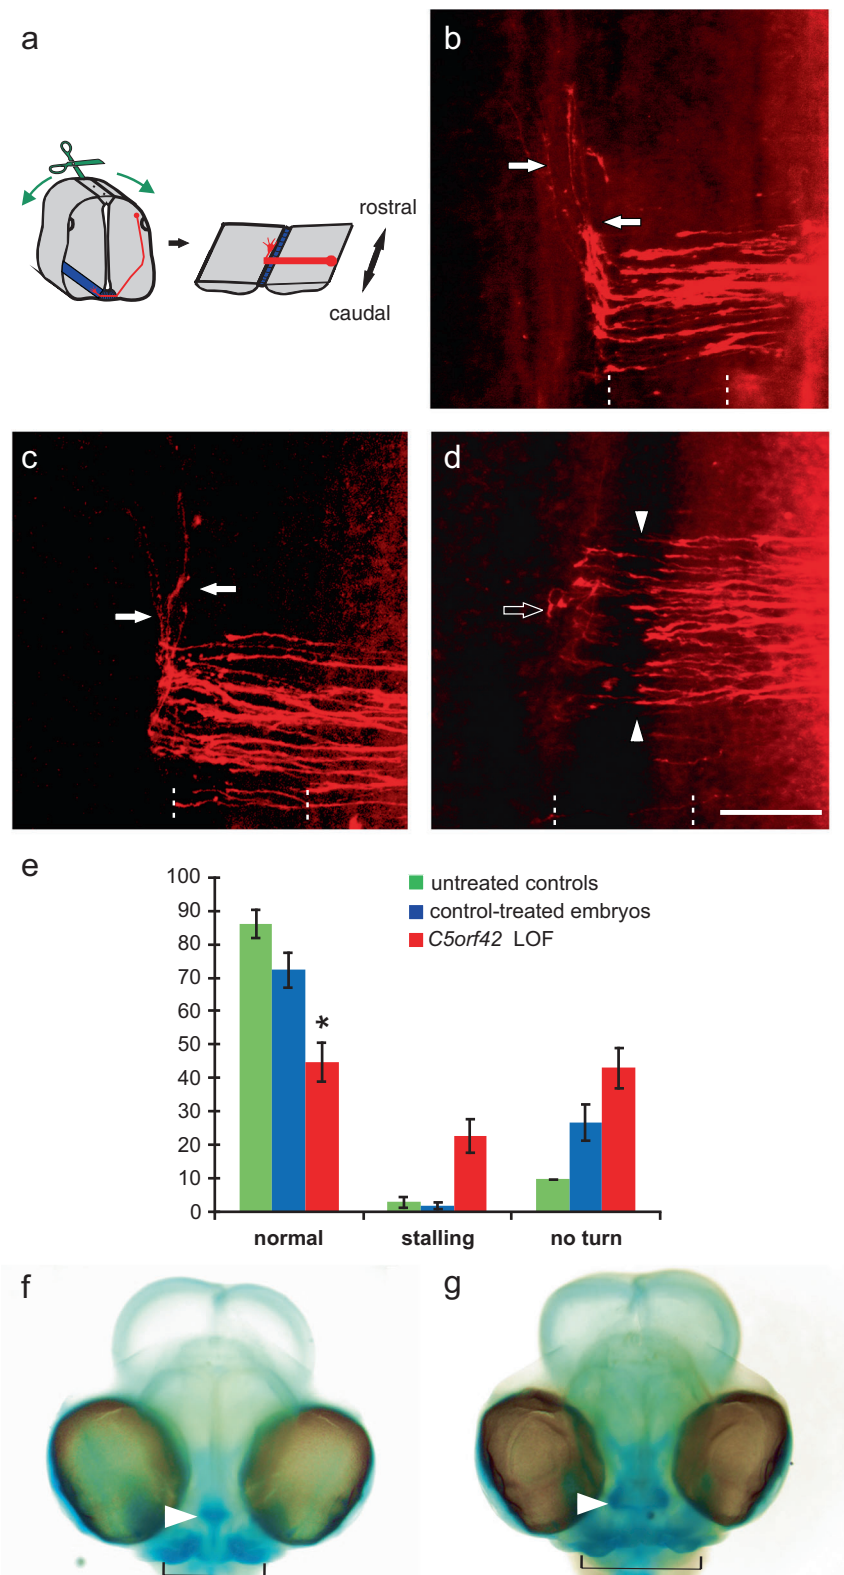 a
rostral
caudal
b
c
d
e
100
90
80
70
60
50
40
30
20
10
0
untreated controls
control-treated embryos
C5orf42 LOF
*
normal
stalling
no turn
f
g